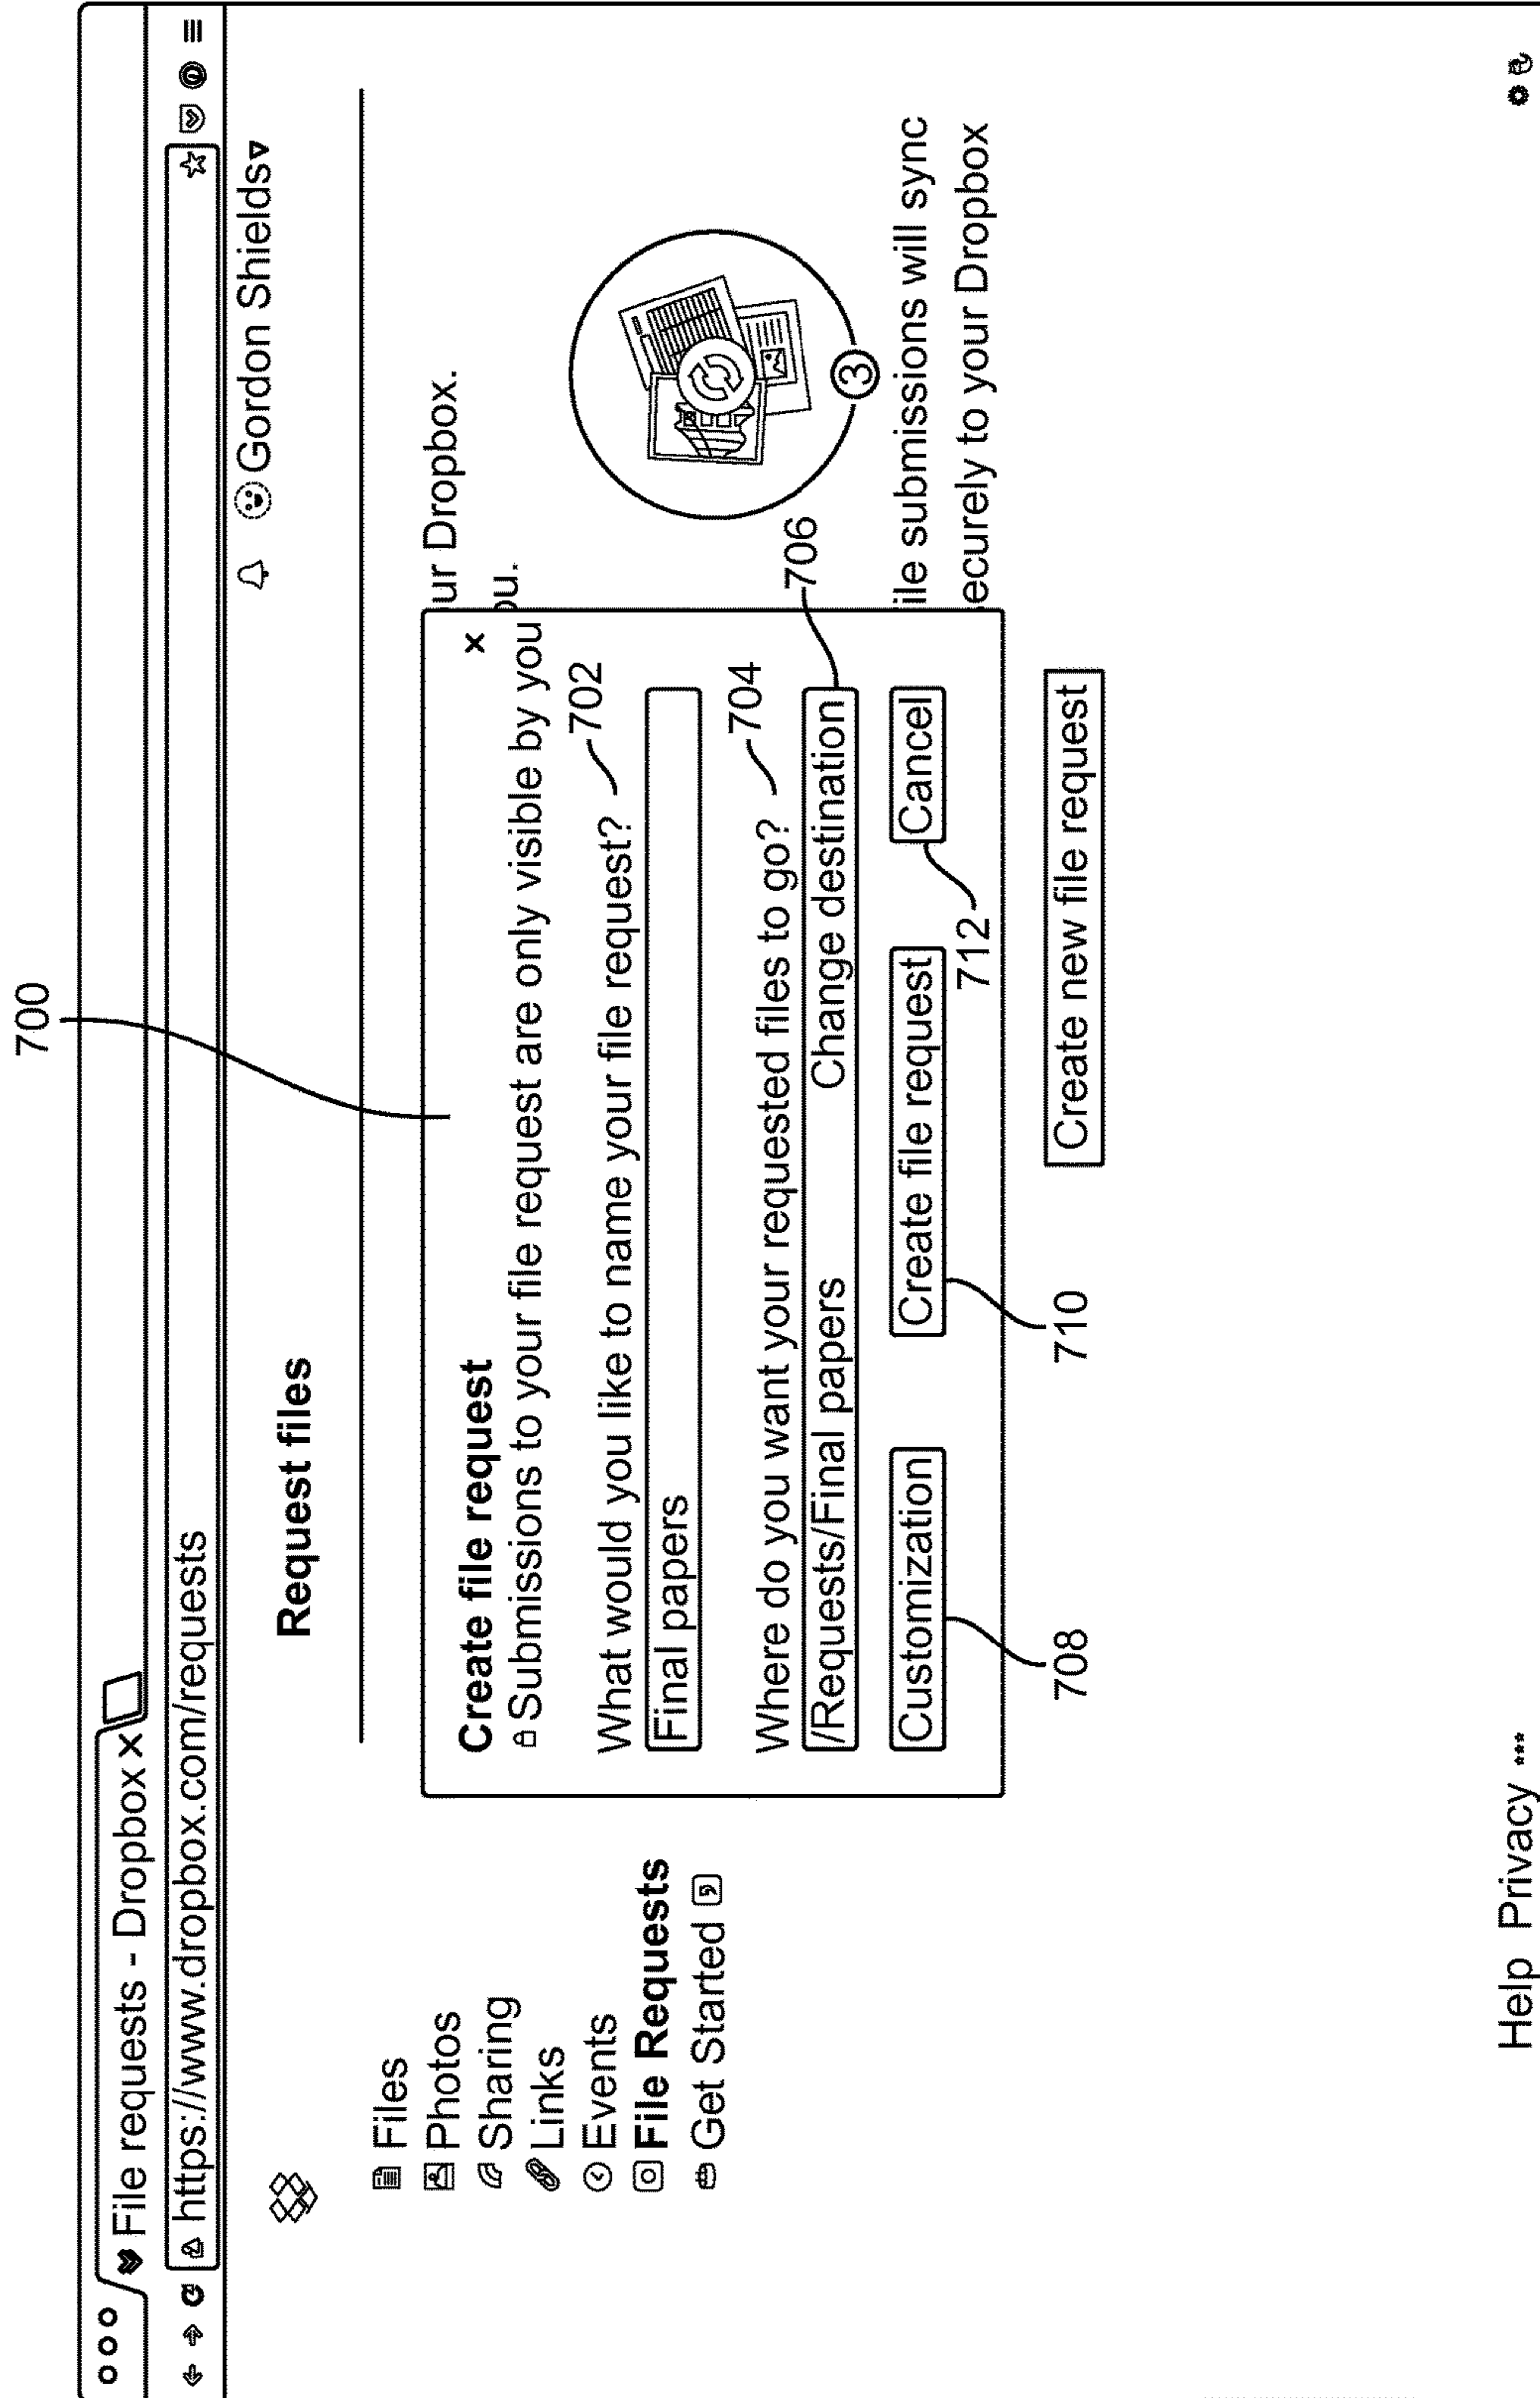 700
File requests - Dropbox X
https://www.dropbox.com/requests
Gordon Shields
Request files
Files
Photos
Sharing
Links
Events
File Requests
Get Started
ur Dropbox.
ou.
Create file request
x
Submissions to your file request are only visible by you
What would you like to name your file request?
702
Final papers
Where do you want your requested files to go?
704
/Requests/Final papers
Change destination
706
Customization
Create file request
Cancel
708
710
712
3
ile submissions will sync
ecurely to your Dropbox
Create new file request
Help Privacy